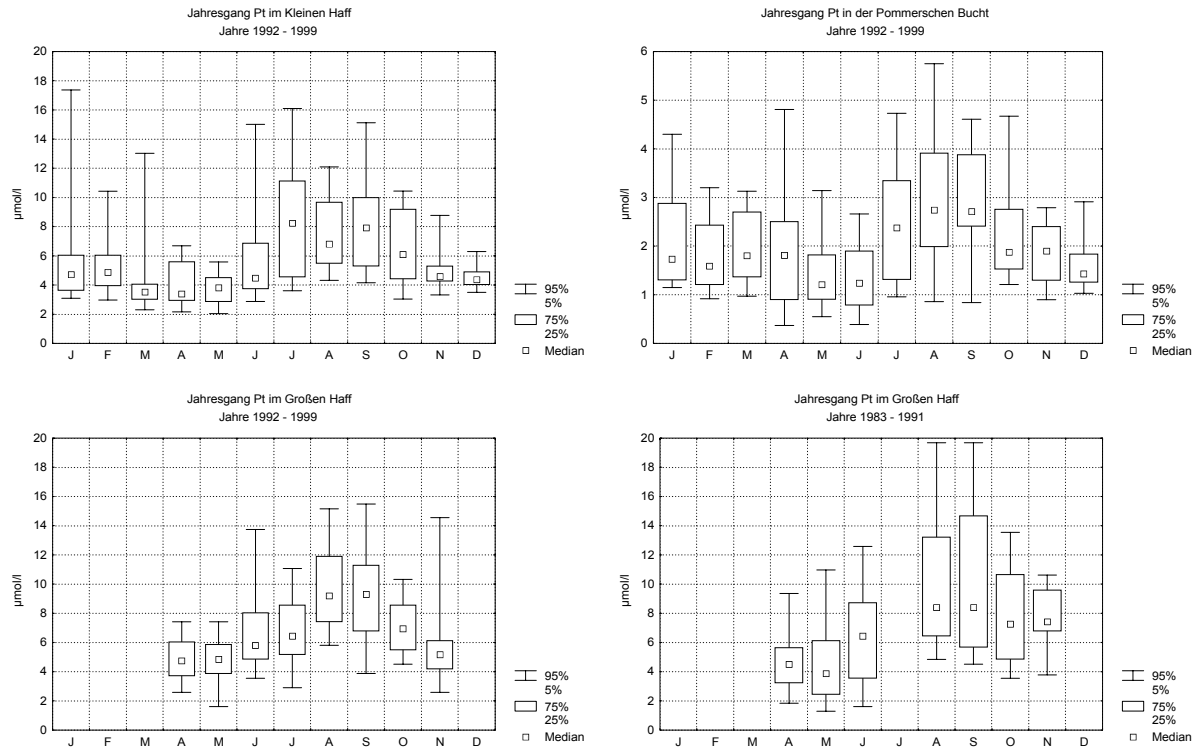 Jahresgang Pt im Kleinen Haff
Jahre 1992 - 1999
20
18
16
14
12
10
8
6
4
2
0
µmol/l
J F M A M J J A S O N D
95%
5%
75%
25%
Median
Jahresgang Pt in der Pommerschen Bucht
Jahre 1992 - 1999
6
5
4
3
2
1
0
µmol/l
J F M A M J J A S O N D
95%
5%
75%
25%
Median
Jahresgang Pt im Großen Haff
Jahre 1992 - 1999
20
18
16
14
12
10
8
6
4
2
0
µmol/l
J F M A M J J A S O N D
95%
5%
75%
25%
Median
Jahresgang Pt im Großen Haff
Jahre 1983 - 1991
20
18
16
14
12
10
8
6
4
2
0
µmol/l
J F M A M J J A S O N D
95%
5%
75%
25%
Median